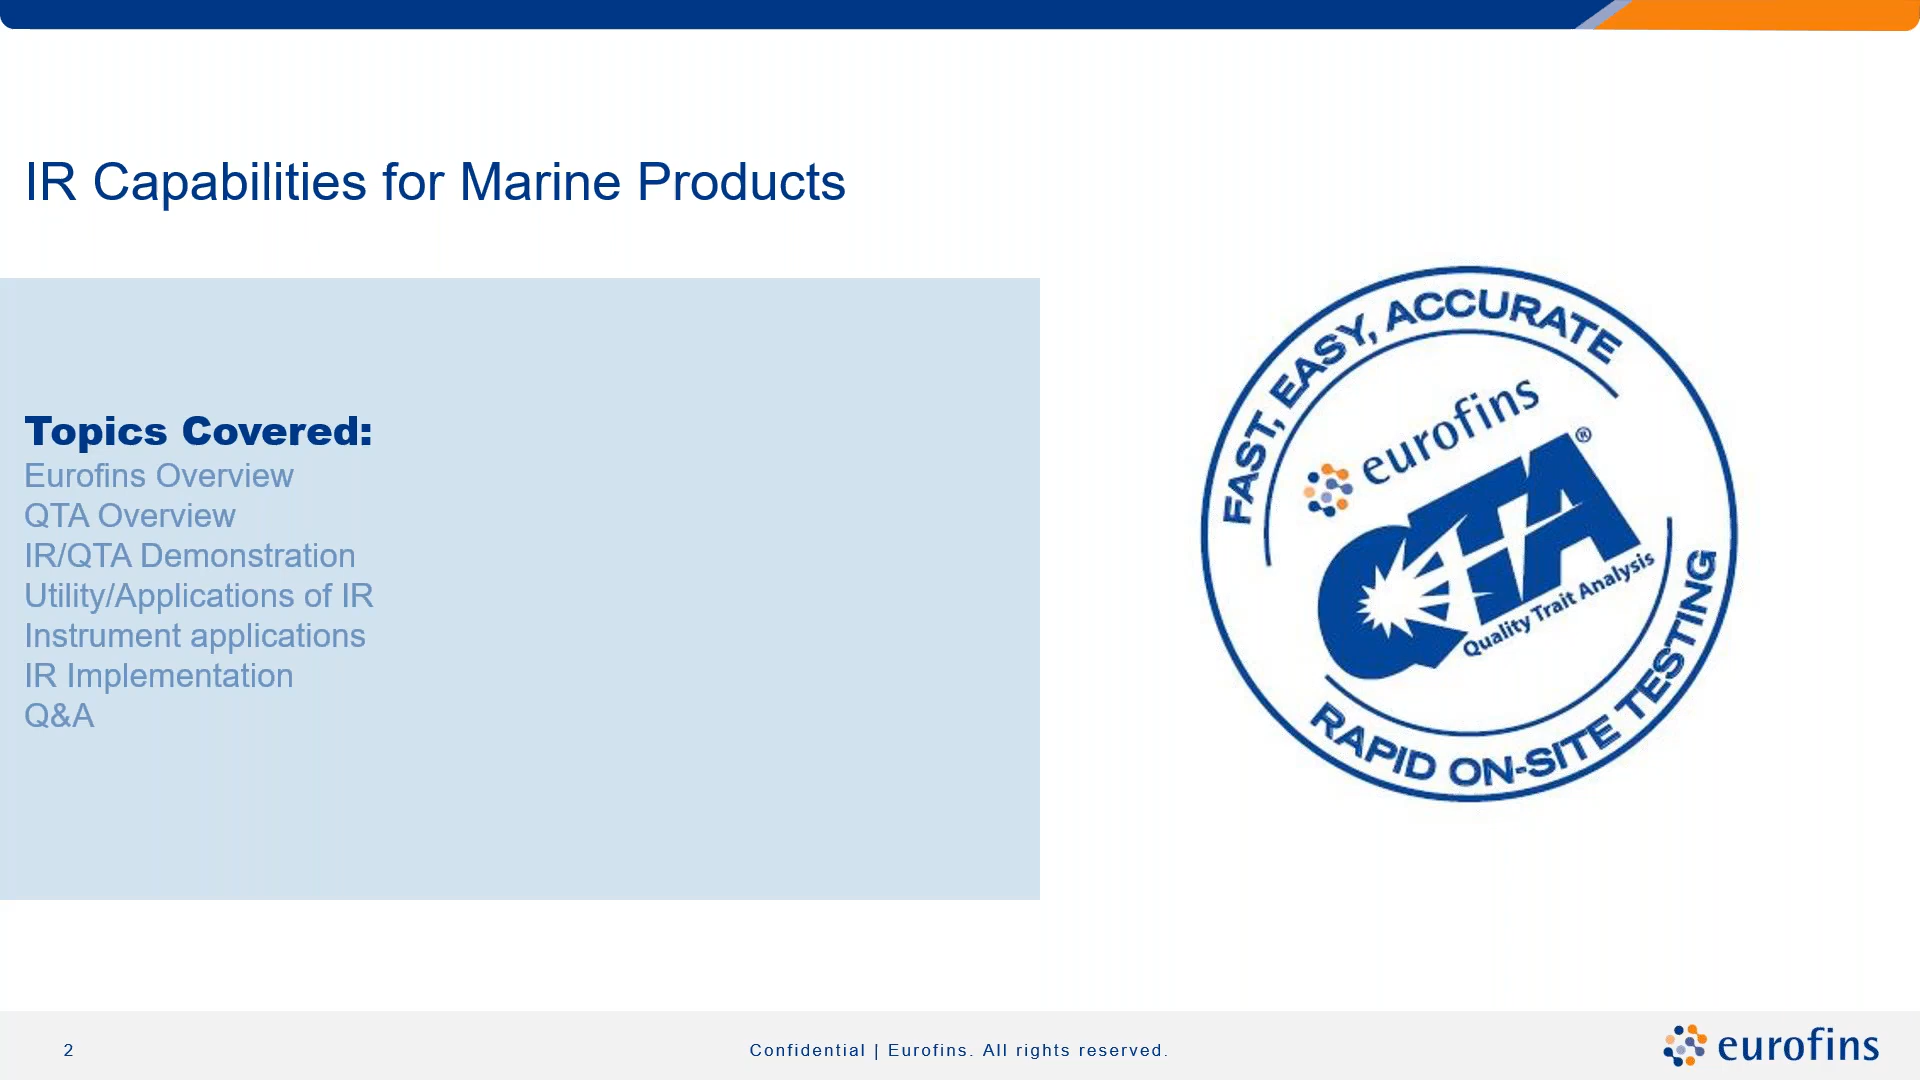 IR Capabilities for Marine Products
Topics Covered:
Eurofins Overview
QTA Overview
IR/QTA Demonstration
Utility/Applications of IR
Instrument applications
IR Implementation
Q&A
FAST, EASY, ACCURATE
eurofins
QTA®
Quality Trait Analysis
RAPID ON-SITE TESTING
2
Confidential | Eurofins. All rights reserved.
eurofins